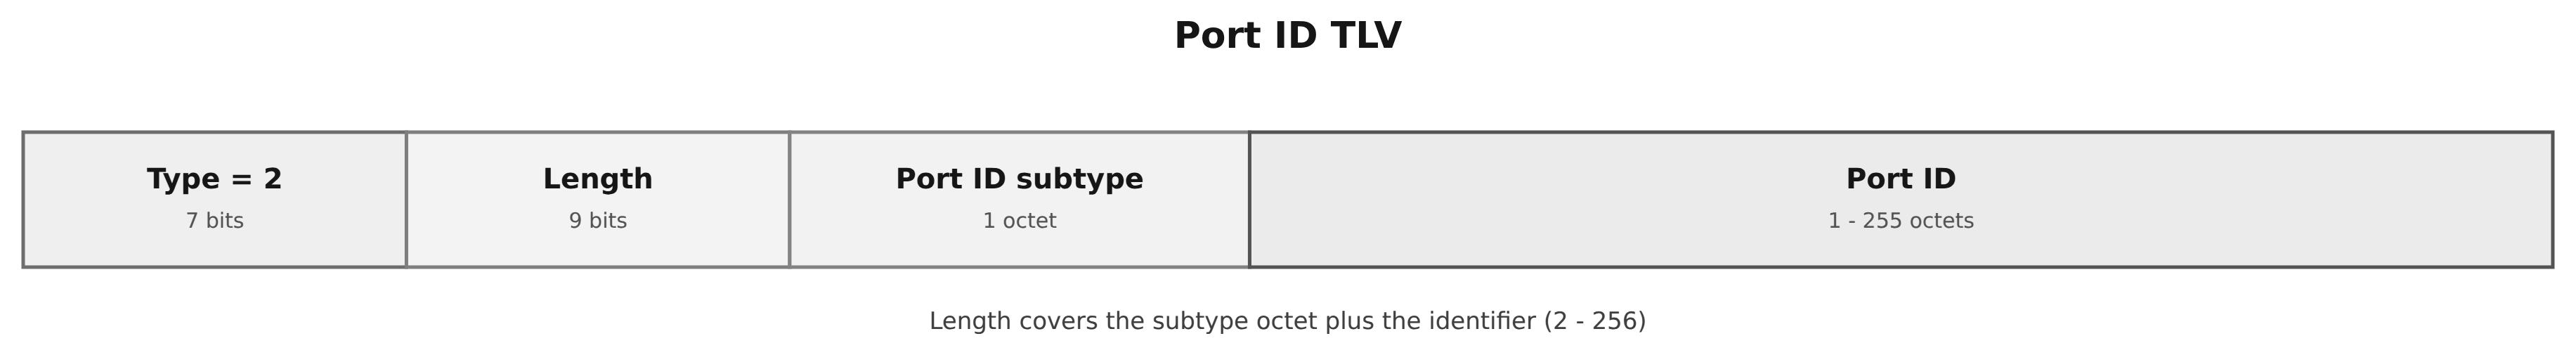 Port ID TLV
Type = 2
7 bits
Length
9 bits
Port ID subtype
1 octet
Port ID
1 - 255 octets
Length covers the subtype octet plus the identifier (2 - 256)